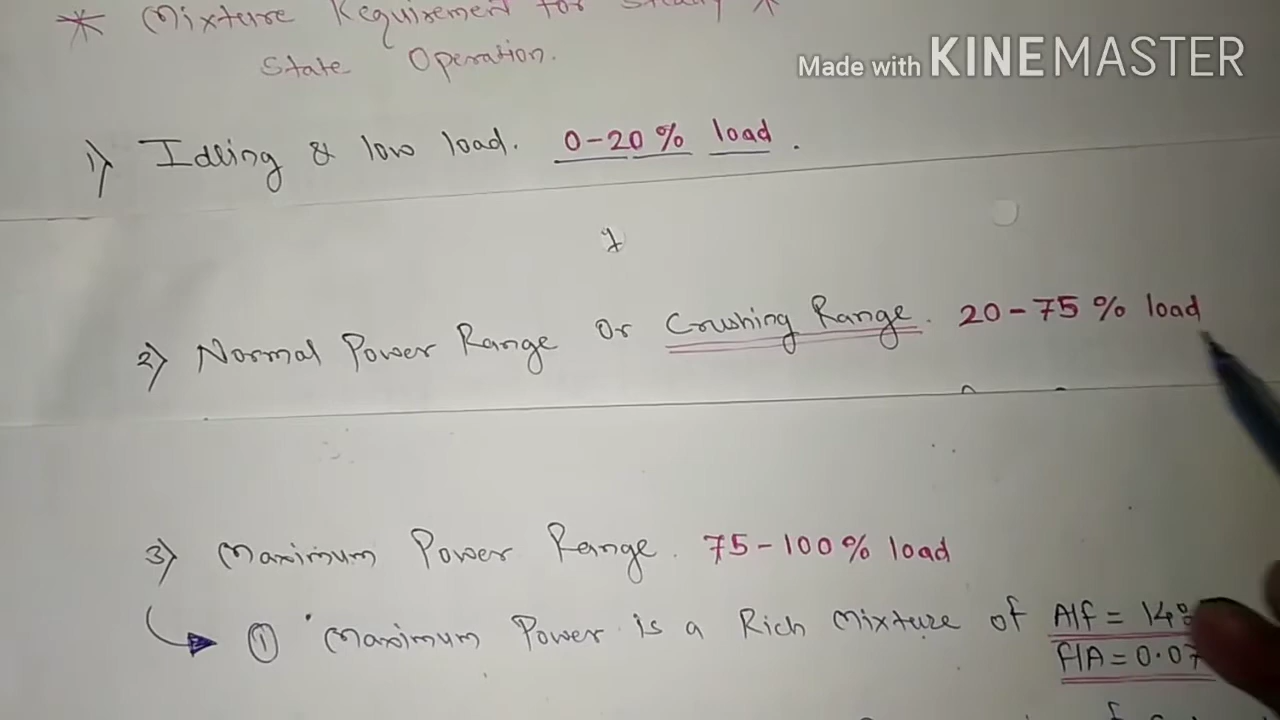 * Mixture Requirement for Steady *
State Operation.
Made with KINEMASTER
1) Idling & low load. 0-20% load.
2) Normal Power Range Or Crushing Range. 20-75% load
3) Maximum Power Range. 75-100% load
① Maximum Power is a Rich Mixture of A/f = 14
F/A = 0.07